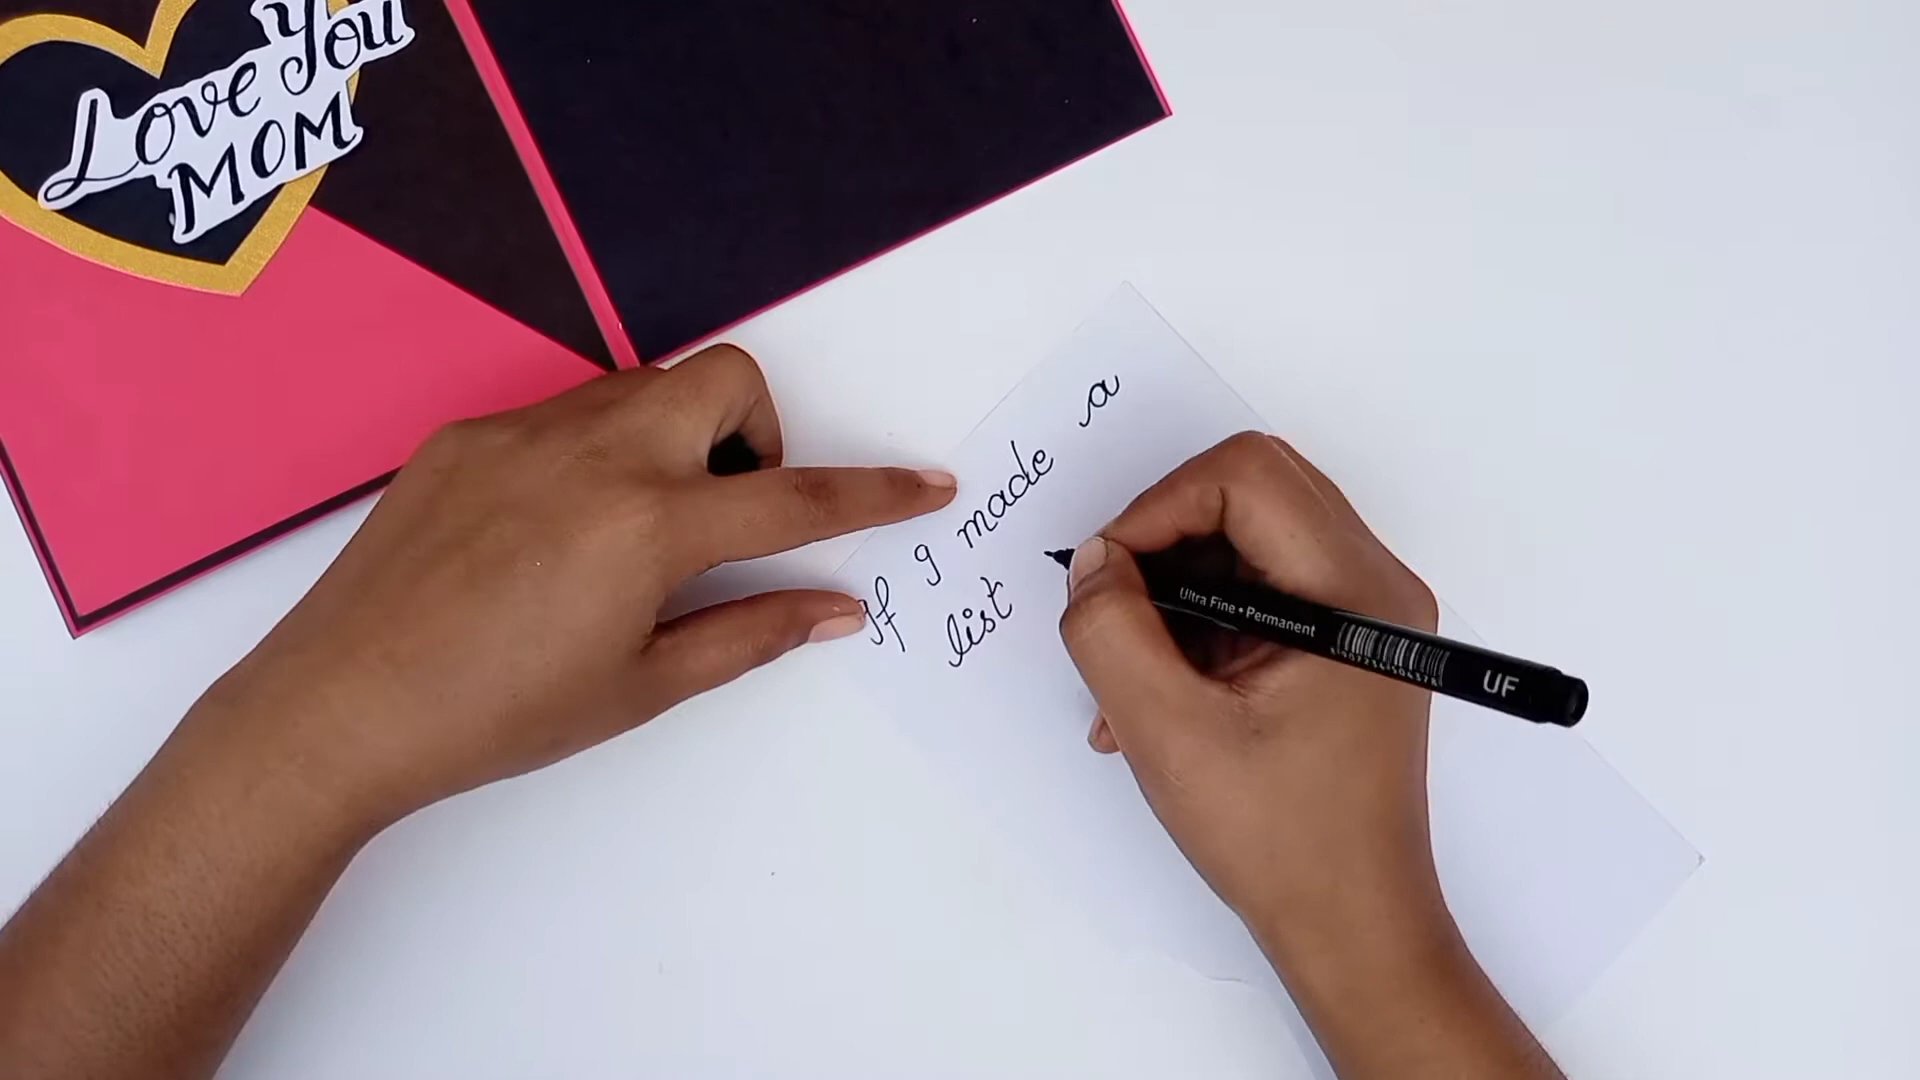 Love You
MOM
If I made a
list
Ultra Fine • Permanent
UF